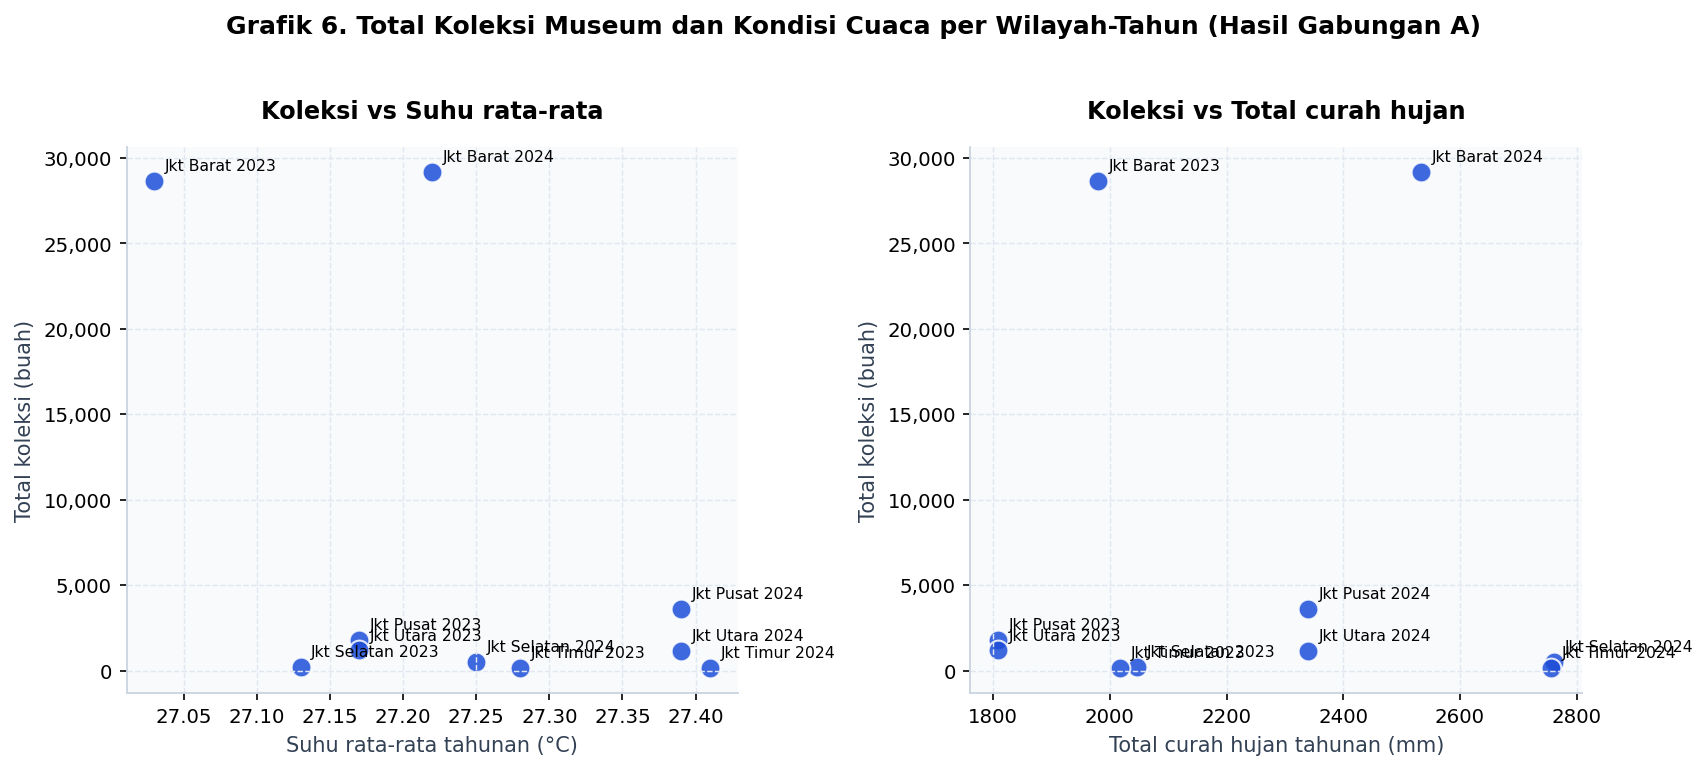 Grafik 6. Total Koleksi Museum dan Kondisi Cuaca per Wilayah-Tahun (Hasil Gabungan A)
Koleksi vs Suhu rata-rata
30,000
25,000
20,000
15,000
10,000
5,000
0
Total koleksi (buah)
Jkt Barat 2023
Jkt Barat 2024
Jkt Pusat 2024
Jkt Pusat 2023
Jkt Utara 2023
Jkt Utara 2024
Jkt Selatan 2023
Jkt Selatan 2024
Jkt Timur 2023
Jkt Timur 2024
27.05 27.10 27.15 27.20 27.25 27.30 27.35 27.40
Suhu rata-rata tahunan (°C)
Koleksi vs Total curah hujan
30,000
25,000
20,000
15,000
10,000
5,000
0
Total koleksi (buah)
Jkt Barat 2023
Jkt Barat 2024
Jkt Pusat 2024
Jkt Pusat 2023
Jkt Utara 2023
Jkt Utara 2024
Jkt Timur 2023
Jkt Selatan 2023
Jkt Selatan 2024
Jkt Timur 2024
1800 2000 2200 2400 2600 2800
Total curah hujan tahunan (mm)